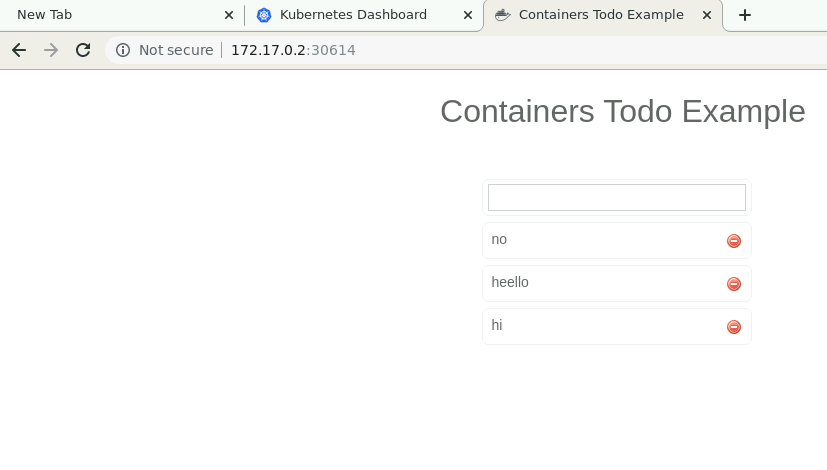 New Tab Kubernetes Dashboard Containers Todo Example
Not secure 172.17.0.2:30614
Containers Todo Example
no
heello
hi